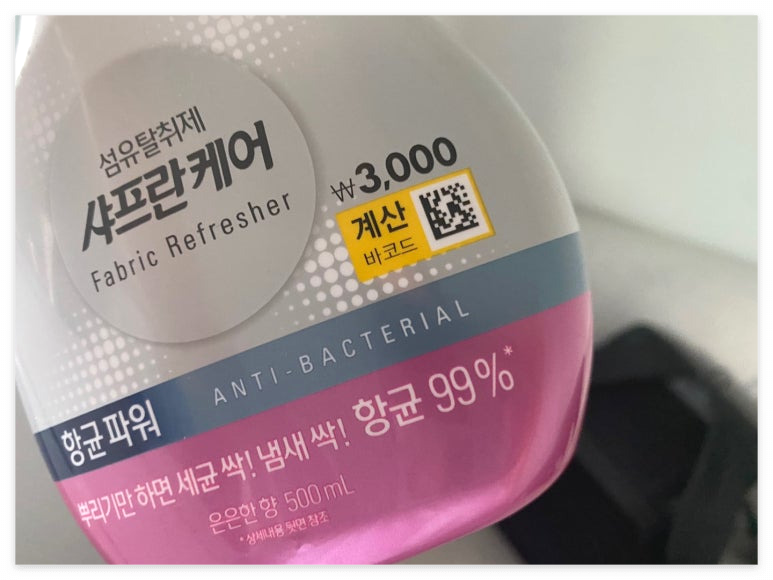 섬유탈취제
샤프란케어
Fabric Refresher
₩3,000
계산
바코드
ANTI-BACTERIAL
항균파워
뿌리기만 하면 세균 싹! 냄새 싹! 항균 99%*
은은한 향 500mL
*상세내용 뒷면 참조